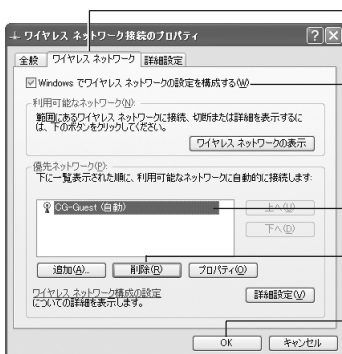 ワイヤレス ネットワーク接続のプロパティ
全般 ワイヤレス ネットワーク 詳細設定
Windows でワイヤレス ネットワークの設定を構成する(W)
利用可能なネットワーク(N):
範囲にあるワイヤレス ネットワークに接続、切断または詳細を表示するに
は、下のボタンをクリックしてください。
ワイヤレス ネットワークの表示
優先ネットワーク(P):
下に一覧表示された順に、利用可能なネットワークに自動的に接続します:
CG-Guest (自動)
上へ(U)
下へ(D)
追加(A)... 削除(R) プロパティ(O)
ワイヤレス ネットワーク構成の設定
についての詳細を表示します。
詳細設定(V)
OK キャンセル